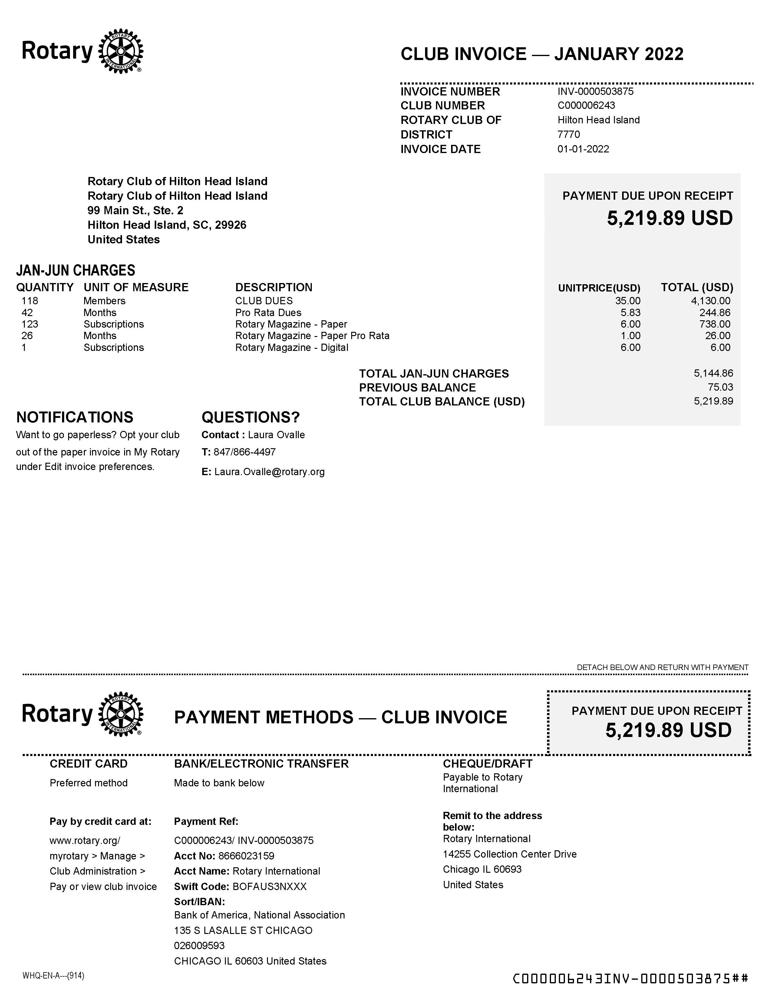 Rotary
ROTARY
INTERNATIONAL
®
CLUB INVOICE — JANUARY 2022
INVOICE NUMBER INV-0000503875
CLUB NUMBER C000006243
ROTARY CLUB OF Hilton Head Island
DISTRICT 7770
INVOICE DATE 01-01-2022
Rotary Club of Hilton Head Island
Rotary Club of Hilton Head Island
99 Main St., Ste. 2
Hilton Head Island, SC, 29926
United States
PAYMENT DUE UPON RECEIPT
5,219.89 USD
JAN-JUN CHARGES
QUANTITY UNIT OF MEASURE DESCRIPTION UNITPRICE(USD) TOTAL (USD)
118 Members CLUB DUES 35.00 4,130.00
42 Months Pro Rata Dues 5.83 244.86
123 Subscriptions Rotary Magazine - Paper 6.00 738.00
26 Months Rotary Magazine - Paper Pro Rata 1.00 26.00
1 Subscriptions Rotary Magazine - Digital 6.00 6.00
TOTAL JAN-JUN CHARGES 5,144.86
PREVIOUS BALANCE 75.03
TOTAL CLUB BALANCE (USD) 5,219.89
NOTIFICATIONS
Want to go paperless? Opt your club
out of the paper invoice in My Rotary
under Edit invoice preferences.
QUESTIONS?
Contact : Laura Ovalle
T: 847/866-4497
E: Laura.Ovalle@rotary.org
DETACH BELOW AND RETURN WITH PAYMENT
Rotary
ROTARY
INTERNATIONAL
®
PAYMENT METHODS — CLUB INVOICE
PAYMENT DUE UPON RECEIPT
5,219.89 USD
CREDIT CARD
Preferred method
Pay by credit card at:
www.rotary.org/
myrotary > Manage >
Club Administration >
Pay or view club invoice
BANK/ELECTRONIC TRANSFER
Made to bank below
Payment Ref:
C000006243/ INV-0000503875
Acct No: 8666023159
Acct Name: Rotary International
Swift Code: BOFAUS3NXXX
Sort/IBAN:
Bank of America, National Association
135 S LASALLE ST CHICAGO
026009593
CHICAGO IL 60603 United States
CHEQUE/DRAFT
Payable to Rotary
International
Remit to the address
below:
Rotary International
14255 Collection Center Drive
Chicago IL 60693
United States
WHQ-EN-A---(914)
C000006243INV-0000503875##